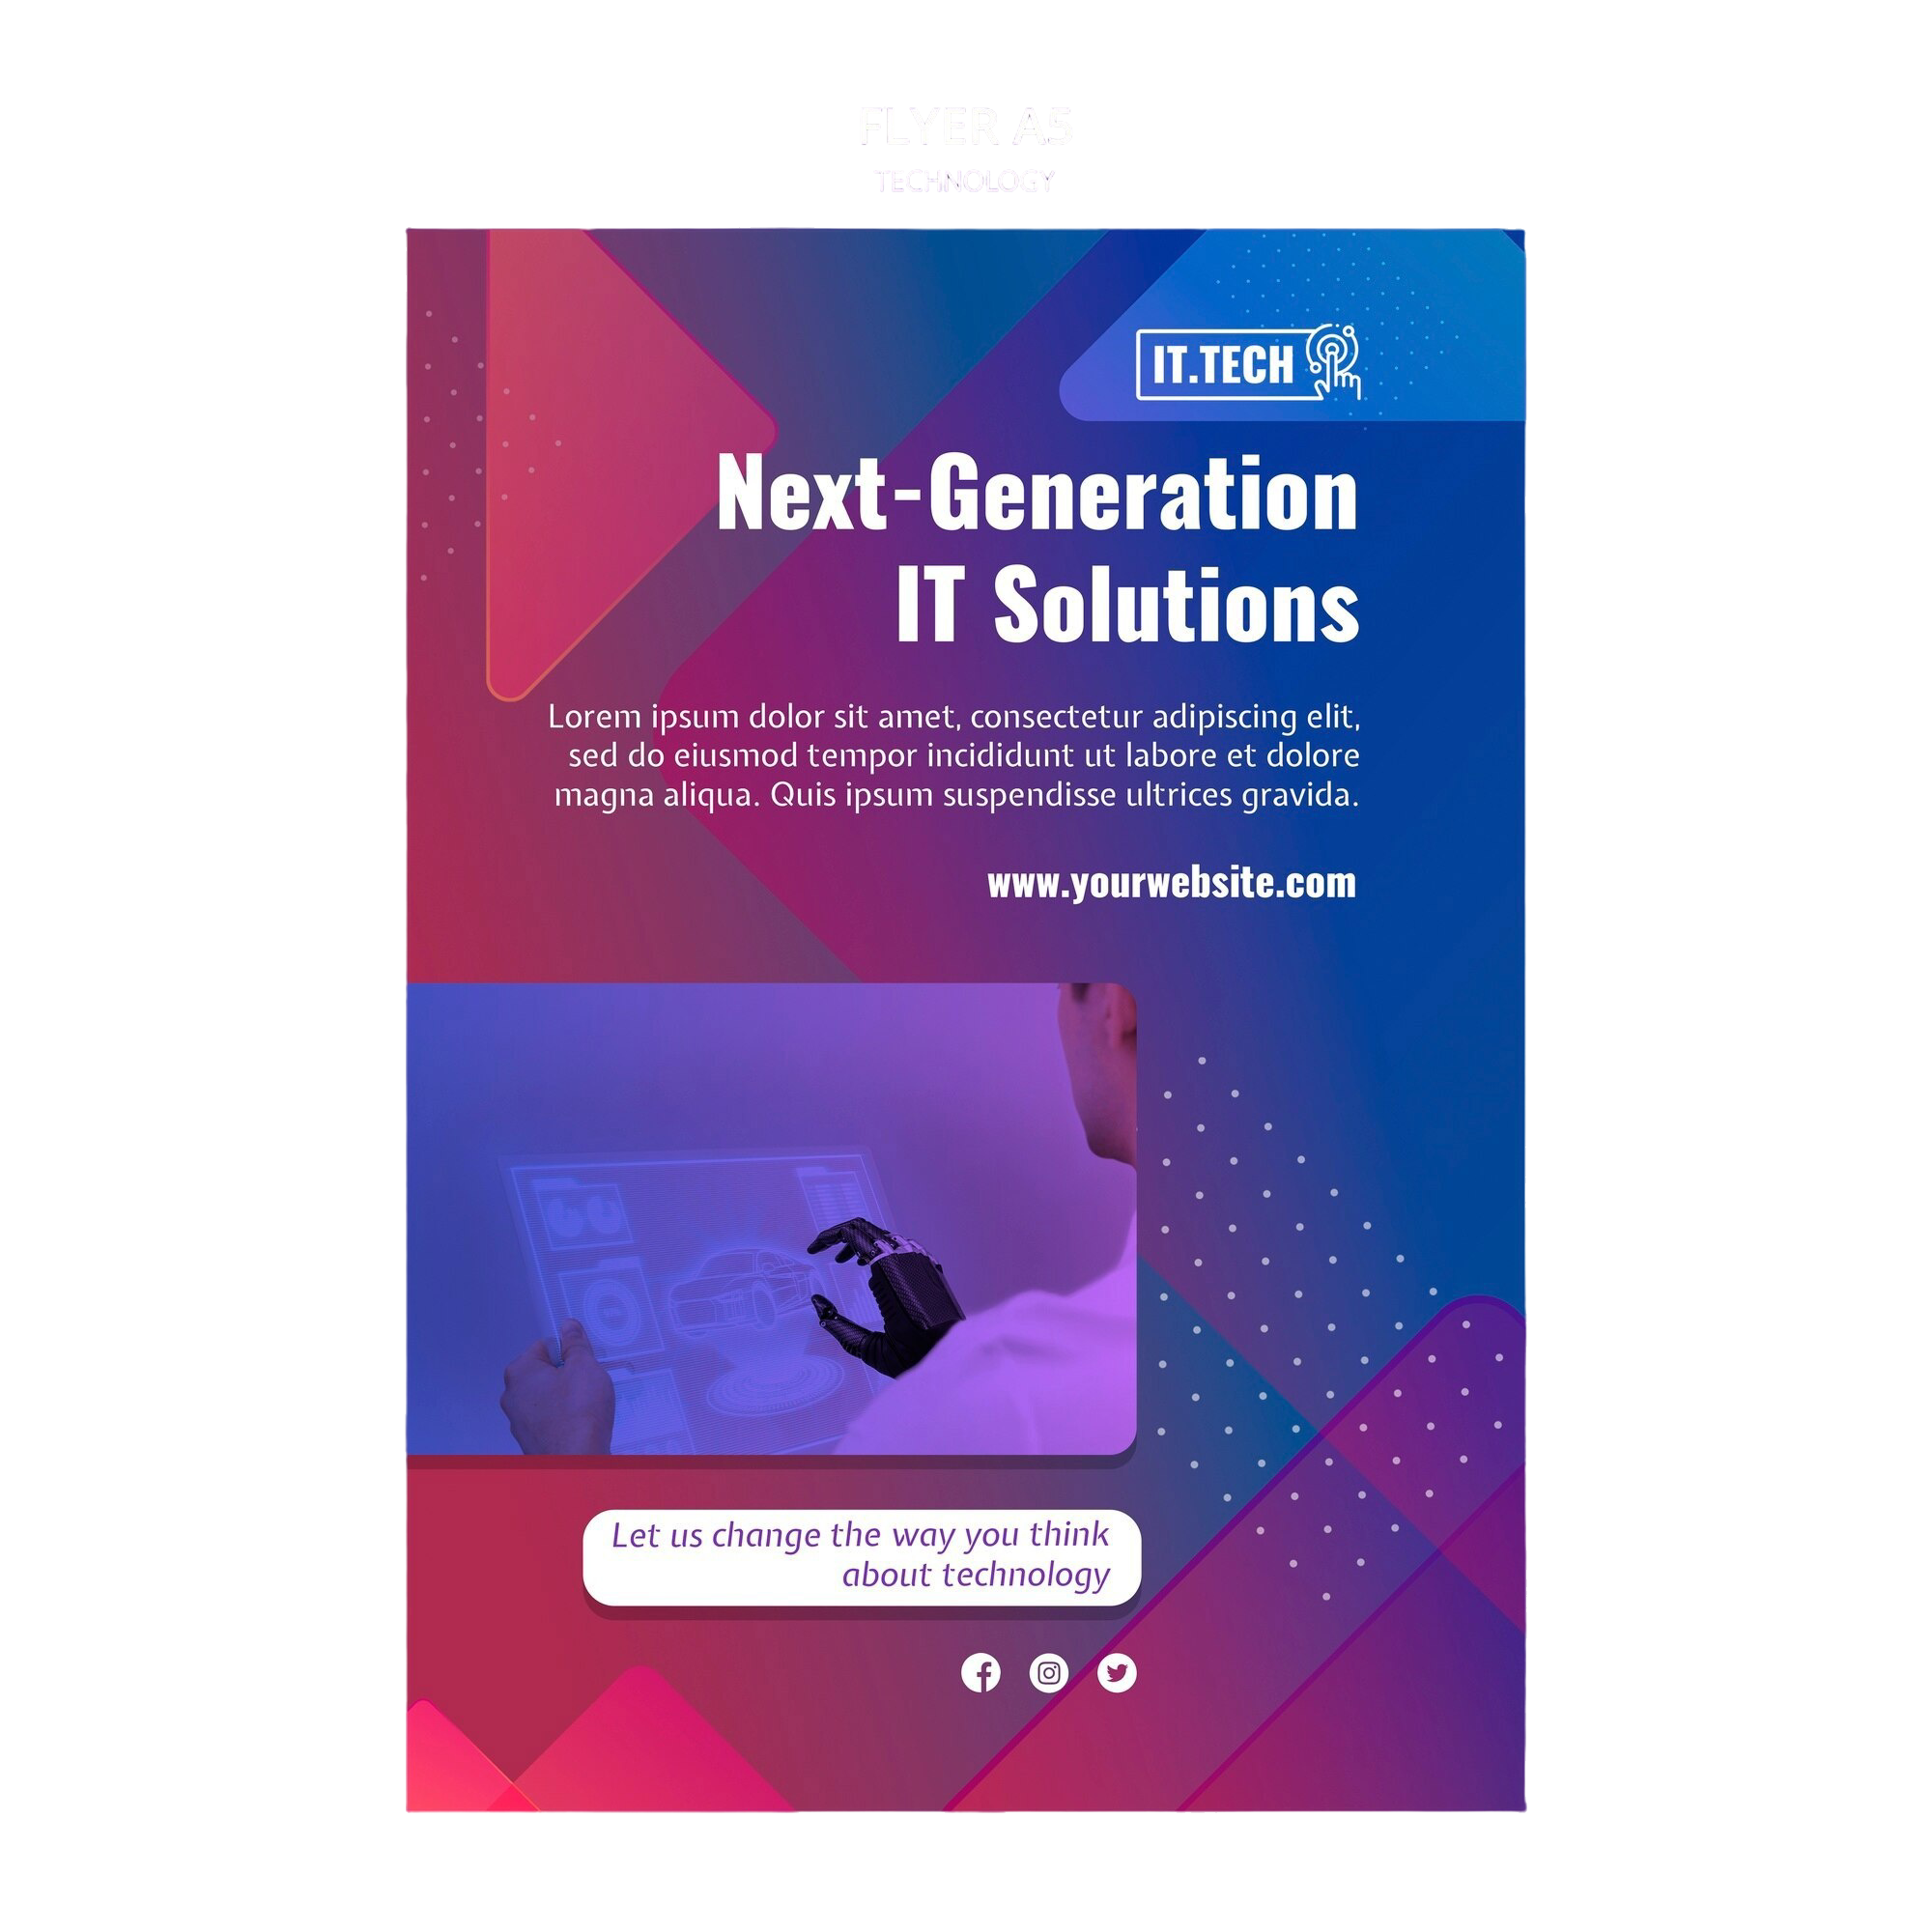 FLYER A5
TECHNOLOGY
IT.TECH
Next-Generation
IT Solutions
Lorem ipsum dolor sit amet, consectetur adipiscing elit,
sed do eiusmod tempor incididunt ut labore et dolore
magna aliqua. Quis ipsum suspendisse ultrices gravida.
www.yourwebsite.com
Let us change the way you think
about technology